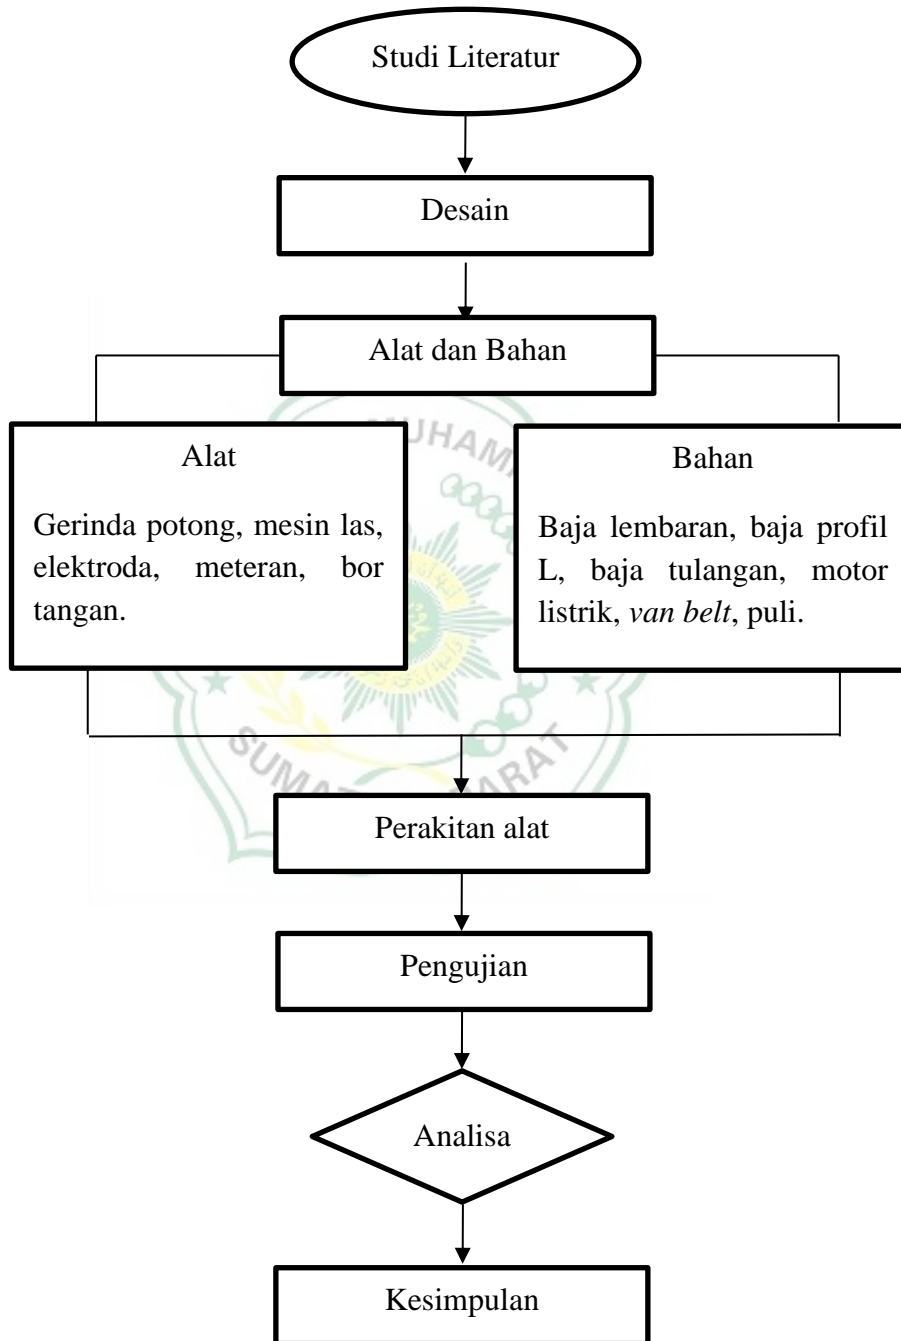 Studi Literatur
Desain
Alat dan Bahan
Alat
Gerinda potong, mesin las,
elektroda, meteran, bor
tangan.
Bahan
Baja lembaran, baja profil
L, baja tulangan, motor
listrik, van belt, puli.
Perakitan alat
Pengujian
Analisa
Kesimpulan